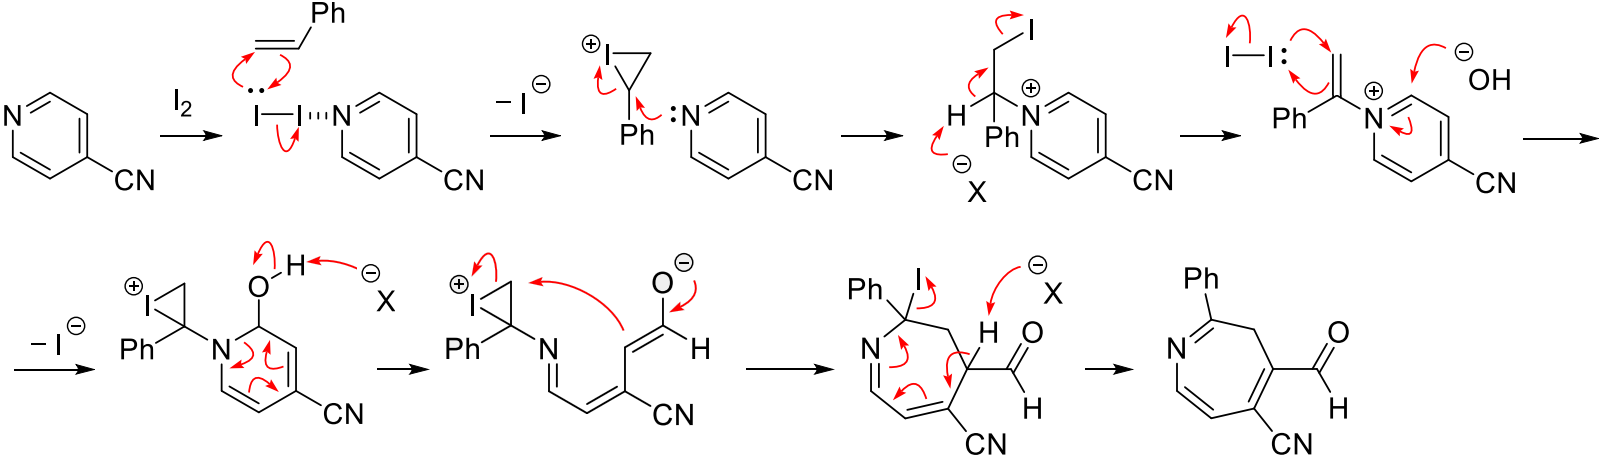 N
CN
I₂
Ph
I I N
CN
– I ⊖
⊕ I
Ph
: N
CN
I
H
⊕
N
Ph
⊖
X
CN
I I :
Ph
⊕
N
⊖
OH
CN
– I ⊖
⊕
I
Ph
N
O
H
⊖
X
CN
⊕
I
Ph
N
O ⊖
H
CN
Ph
I
N
H
⊖
X
O
H
CN
Ph
N
O
H
CN